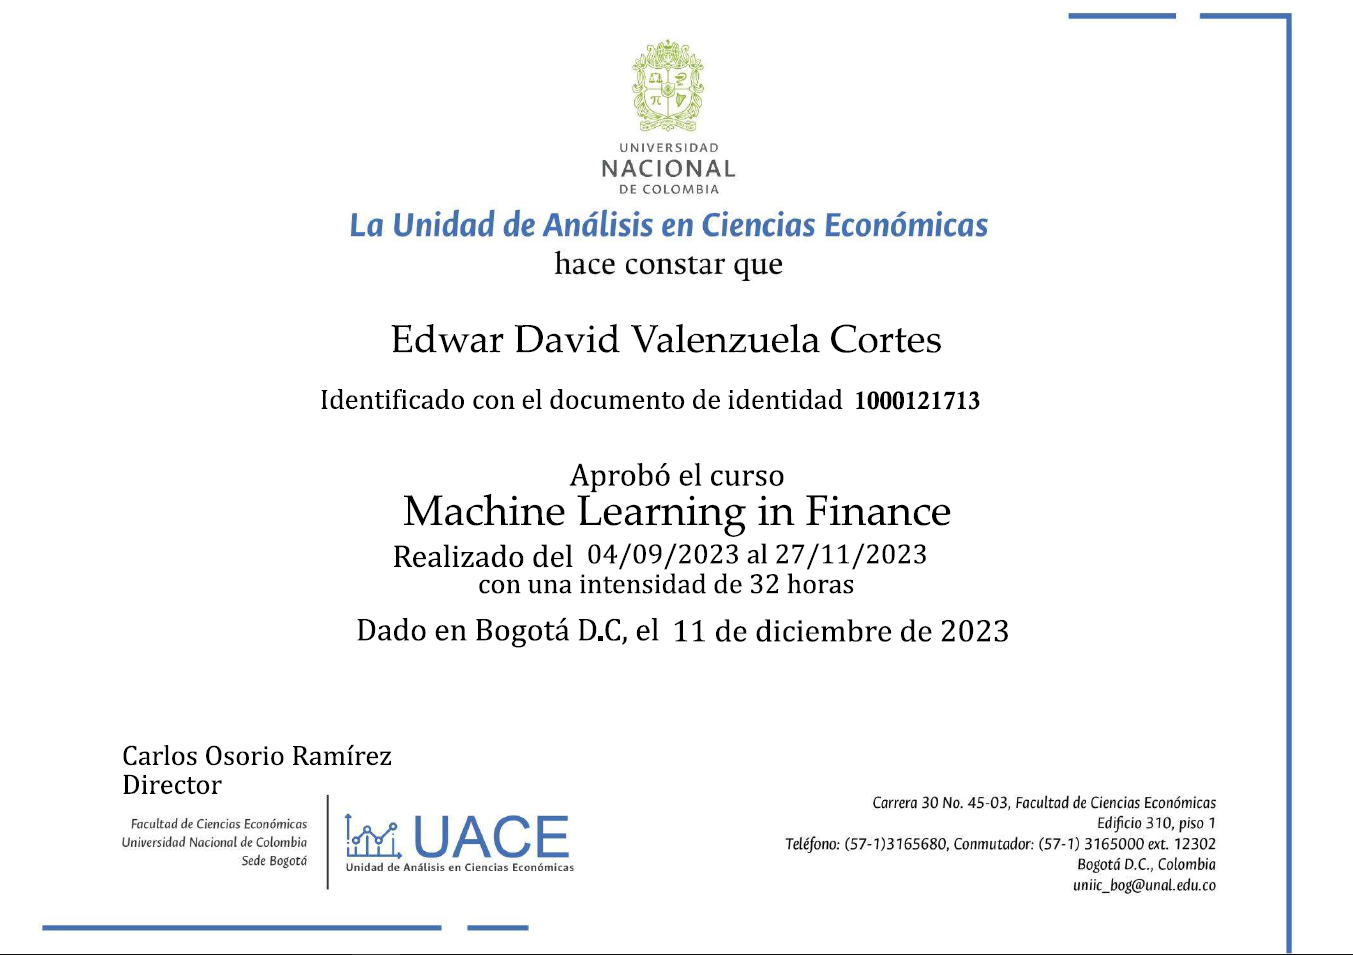 UNIVERSIDAD
NACIONAL
DE COLOMBIA
La Unidad de Análisis en Ciencias Económicas
hace constar que
Edwar David Valenzuela Cortes
Identificado con el documento de identidad 1000121713
Aprobó el curso
Machine Learning in Finance
Realizado del 04/09/2023 al 27/11/2023
con una intensidad de 32 horas
Dado en Bogotá D.C, el 11 de diciembre de 2023
Carlos Osorio Ramírez
Director
Facultad de Ciencias Económicas
Universidad Nacional de Colombia
Sede Bogotá
UACE
Unidad de Análisis en Ciencias Económicas
Carrera 30 No. 45-03, Facultad de Ciencias Económicas
Edificio 310, piso 1
Teléfono: (57-1)3165680, Conmutador: (57-1) 3165000 ext. 12302
Bogotá D.C., Colombia
uniic_bog@unal.edu.co